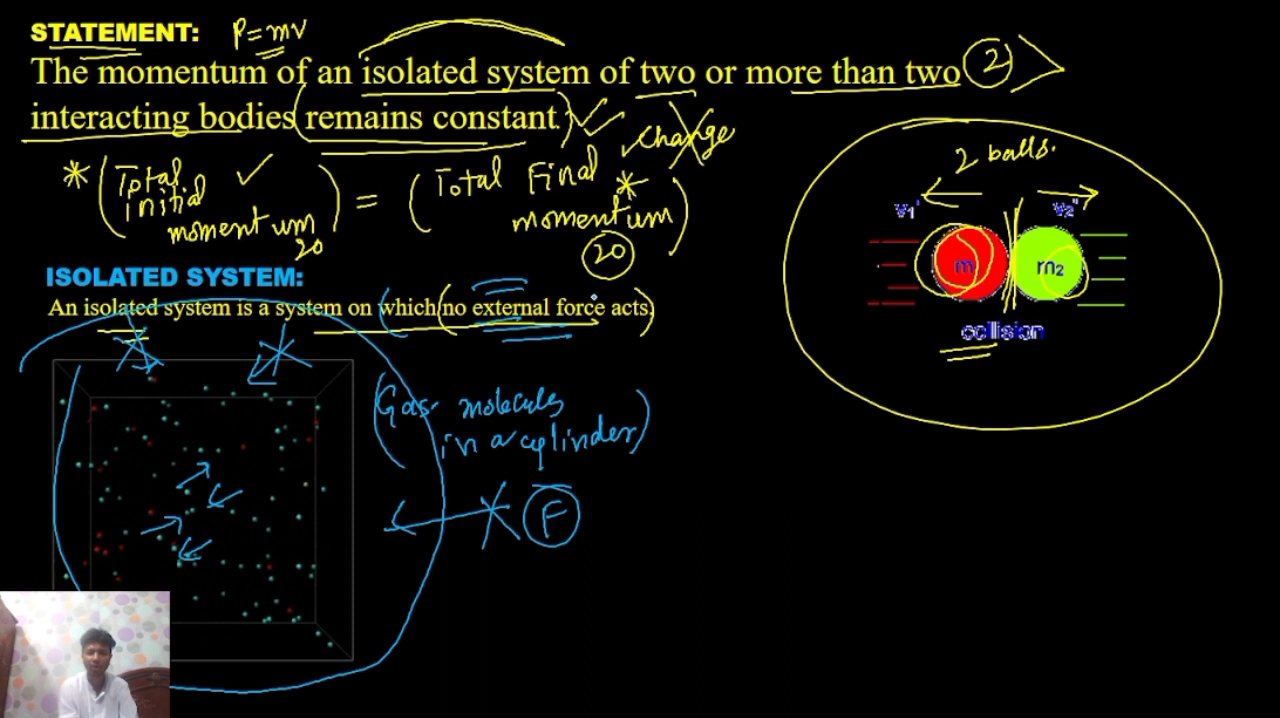 STATEMENT: P=mv
The momentum of an isolated system of two or more than two 2
interacting bodies remains constant.
Change
* (Total initial momentum 20) = (Total Final momentum * 20)
ISOLATED SYSTEM:
An isolated system is a system on which no external force acts.
(Gas molecules
in a cylinder)
F
2 balls.
v1' v2''
m m2
collision